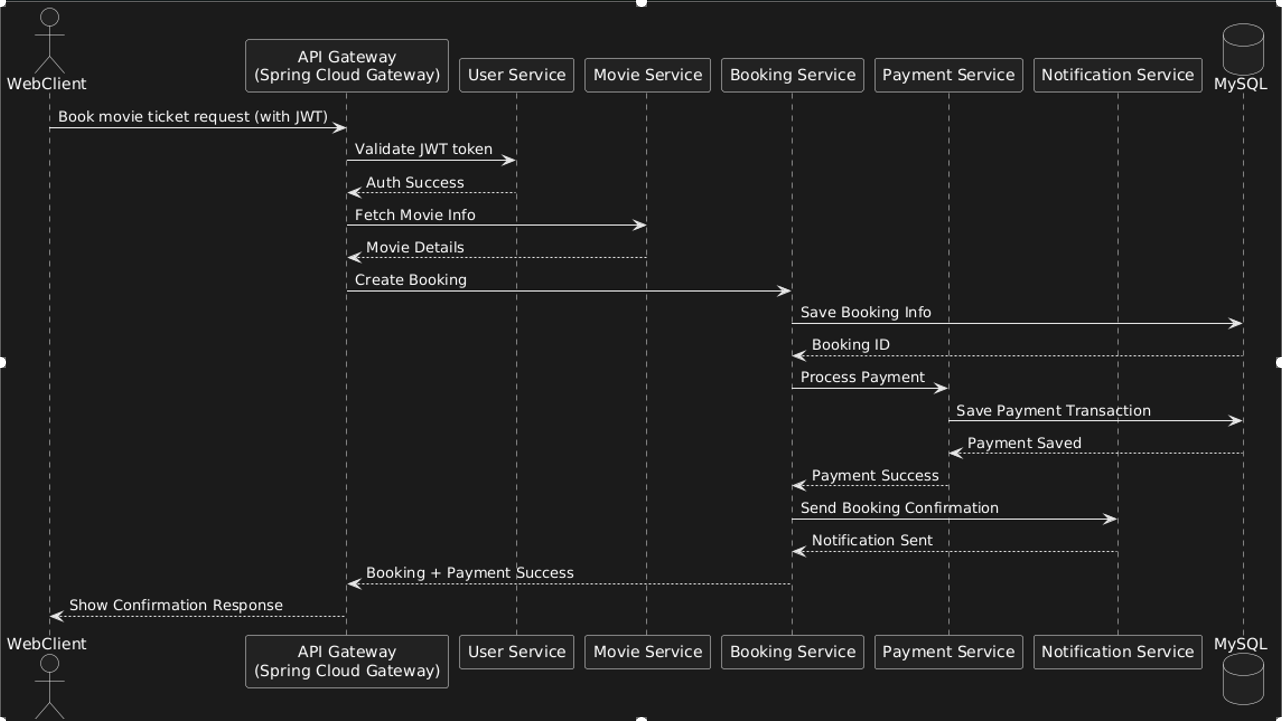 WebClient
API Gateway
(Spring Cloud Gateway)
User Service
Movie Service
Booking Service
Payment Service
Notification Service
MySQL
Book movie ticket request (with JWT)
Validate JWT token
Auth Success
Fetch Movie Info
Movie Details
Create Booking
Save Booking Info
Booking ID
Process Payment
Save Payment Transaction
Payment Saved
Payment Success
Send Booking Confirmation
Notification Sent
Booking + Payment Success
Show Confirmation Response
WebClient
API Gateway
(Spring Cloud Gateway)
User Service
Movie Service
Booking Service
Payment Service
Notification Service
MySQL